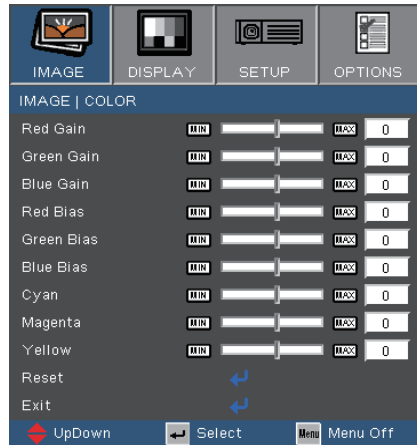 IMAGE DISPLAY SETUP OPTIONS
IMAGE | COLOR
Red Gain MIN MAX 0
Green Gain MIN MAX 0
Blue Gain MIN MAX 0
Red Bias MIN MAX 0
Green Bias MIN MAX 0
Blue Bias MIN MAX 0
Cyan MIN MAX 0
Magenta MIN MAX 0
Yellow MIN MAX 0
Reset
Exit
UpDown Select Menu Menu Off